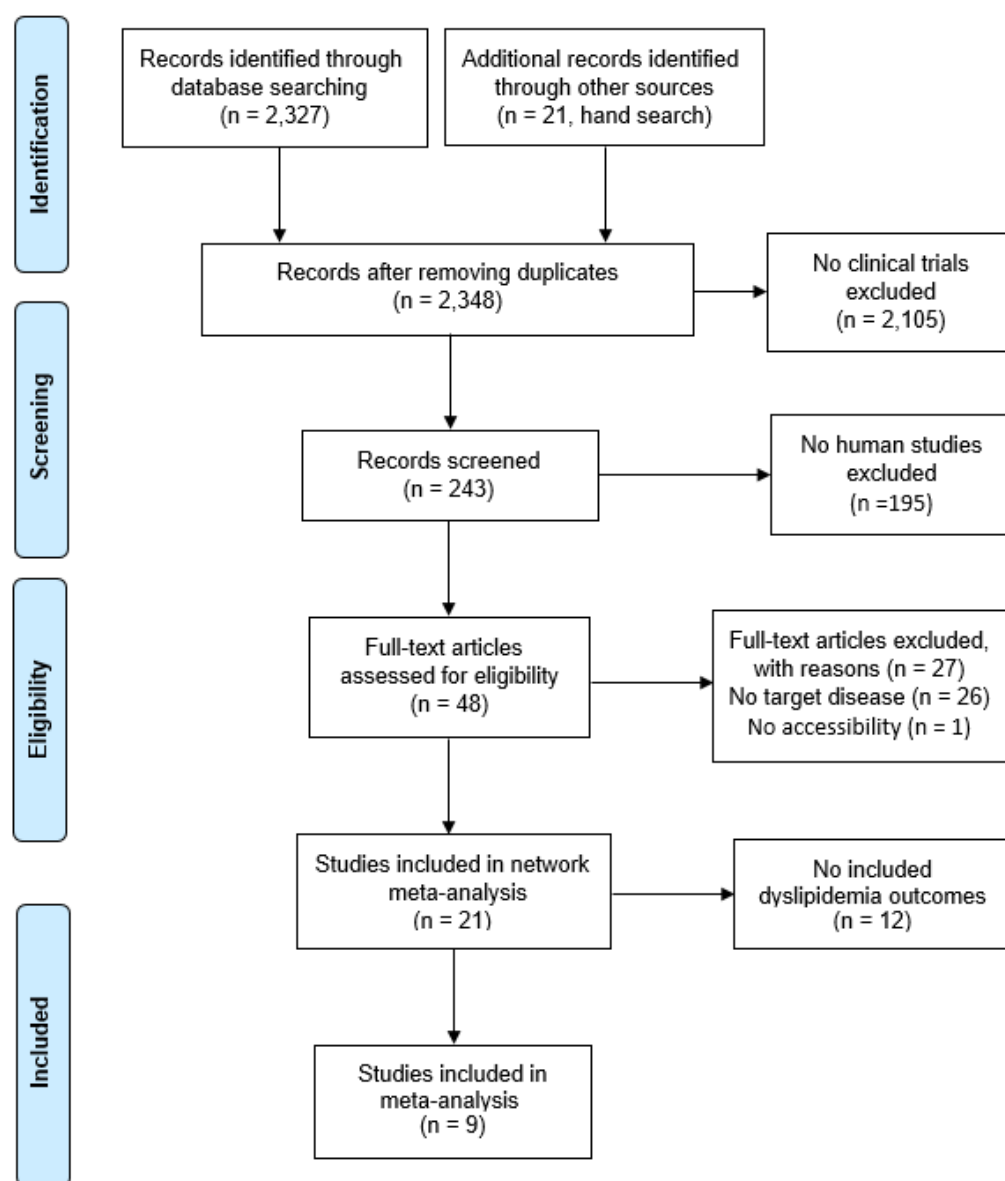 Identification
Records identified through
database searching
(n = 2,327)
Additional records identified
through other sources
(n = 21, hand search)
Records after removing duplicates
(n = 2,348)
No clinical trials
excluded
(n = 2,105)
Screening
Records screened
(n = 243)
No human studies
excluded
(n =195)
Eligibility
Full-text articles
assessed for eligibility
(n = 48)
Full-text articles excluded,
with reasons (n = 27)
No target disease (n = 26)
No accessibility (n = 1)
Studies included in network
meta-analysis
(n = 21)
No included
dyslipidemia outcomes
(n = 12)
Included
Studies included in
meta-analysis
(n = 9)